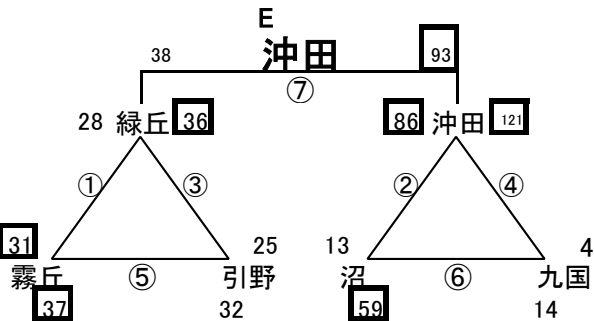 E
38 沖田 93
⑦
28 緑丘 36 86 沖田 121
① ③ ② ④
31 25 13 4
霧丘 ⑤ 引野 沼 ⑥ 九国
37 32 59 14